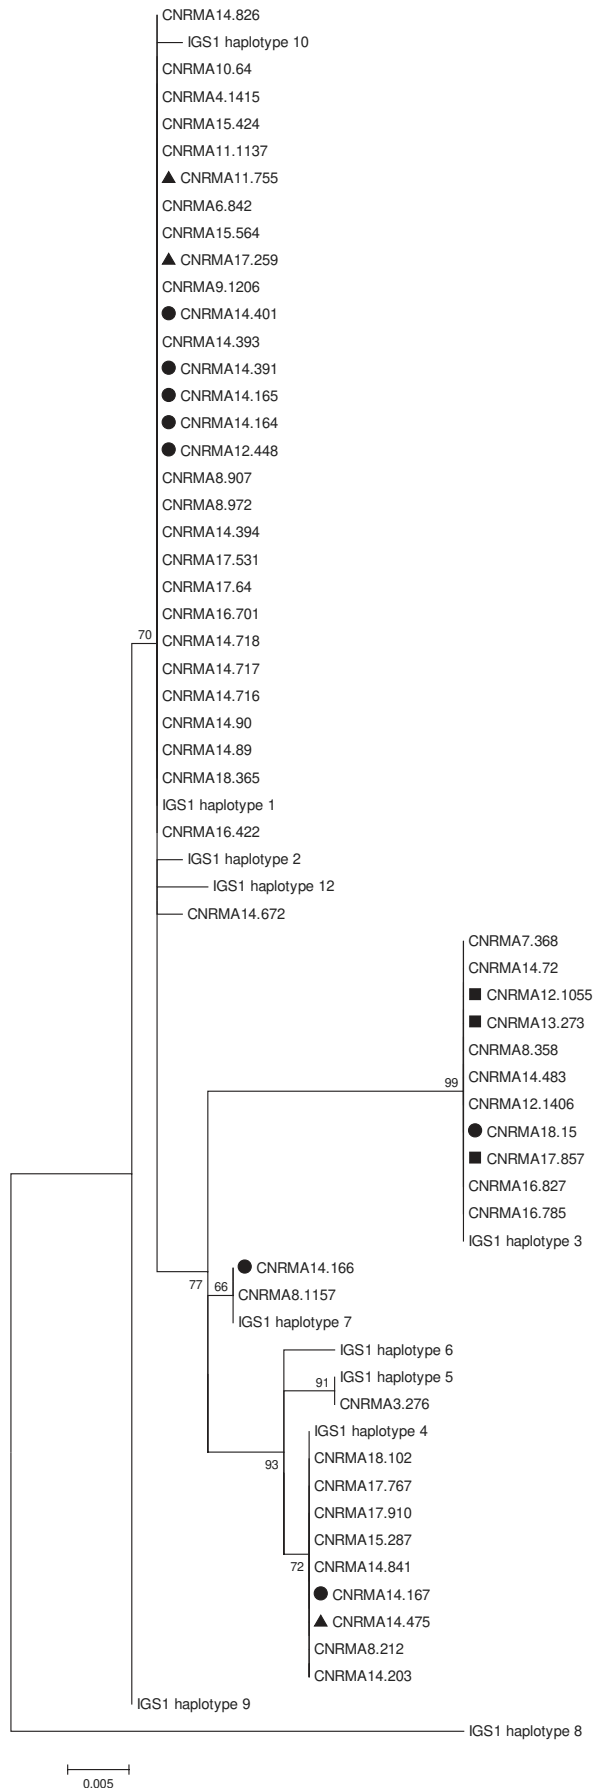 CNRMA14.826
IGS1 haplotype 10
CNRMA10.64
CNRMA4.1415
CNRMA15.424
CNRMA11.1137
CNRMA11.755
CNRMA6.842
CNRMA15.564
CNRMA17.259
CNRMA9.1206
CNRMA14.401
CNRMA14.393
CNRMA14.391
CNRMA14.165
CNRMA14.164
CNRMA12.448
CNRMA8.907
CNRMA8.972
CNRMA14.394
CNRMA17.531
CNRMA17.64
CNRMA16.701
70
CNRMA14.718
CNRMA14.717
CNRMA14.716
CNRMA14.90
CNRMA14.89
CNRMA18.365
IGS1 haplotype 1
CNRMA16.422
IGS1 haplotype 2
IGS1 haplotype 12
CNRMA14.672
CNRMA7.368
CNRMA14.72
CNRMA12.1055
CNRMA13.273
CNRMA8.358
CNRMA14.483
99
CNRMA12.1406
CNRMA18.15
CNRMA17.857
CNRMA16.827
CNRMA16.785
IGS1 haplotype 3
CNRMA14.166
77
66
CNRMA8.1157
IGS1 haplotype 7
IGS1 haplotype 6
IGS1 haplotype 5
91
CNRMA3.276
IGS1 haplotype 4
CNRMA18.102
93
CNRMA17.767
CNRMA17.910
CNRMA15.287
CNRMA14.841
72
CNRMA14.167
CNRMA14.475
CNRMA8.212
CNRMA14.203
IGS1 haplotype 9
IGS1 haplotype 8
0.005